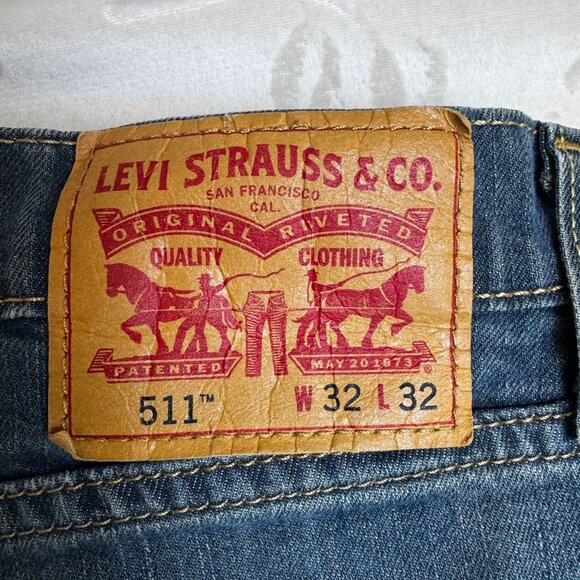 LEVI STRAUSS & CO.
SAN FRANCISCO
CAL.
ORIGINAL RIVETED
QUALITY CLOTHING
PATENTED MAY 20 1873 ®
511™ W 32 L 32